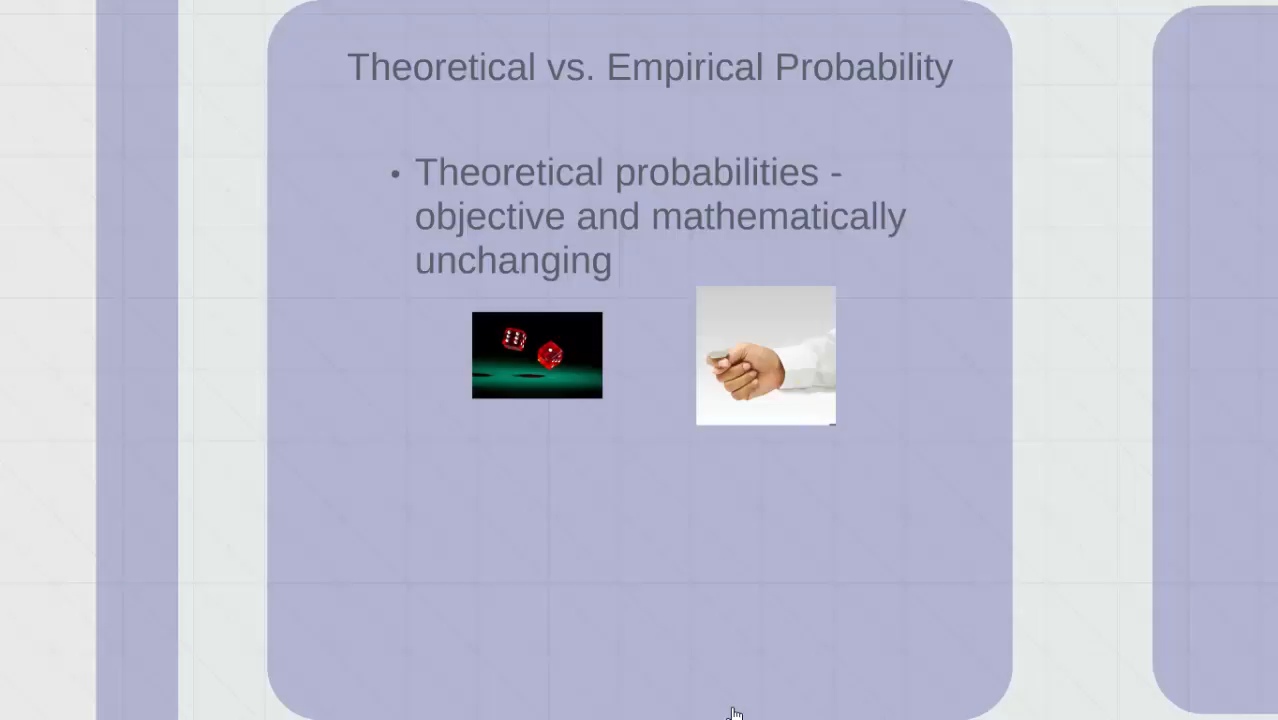 Theoretical vs. Empirical Probability
• Theoretical probabilities -
objective and mathematically
unchanging